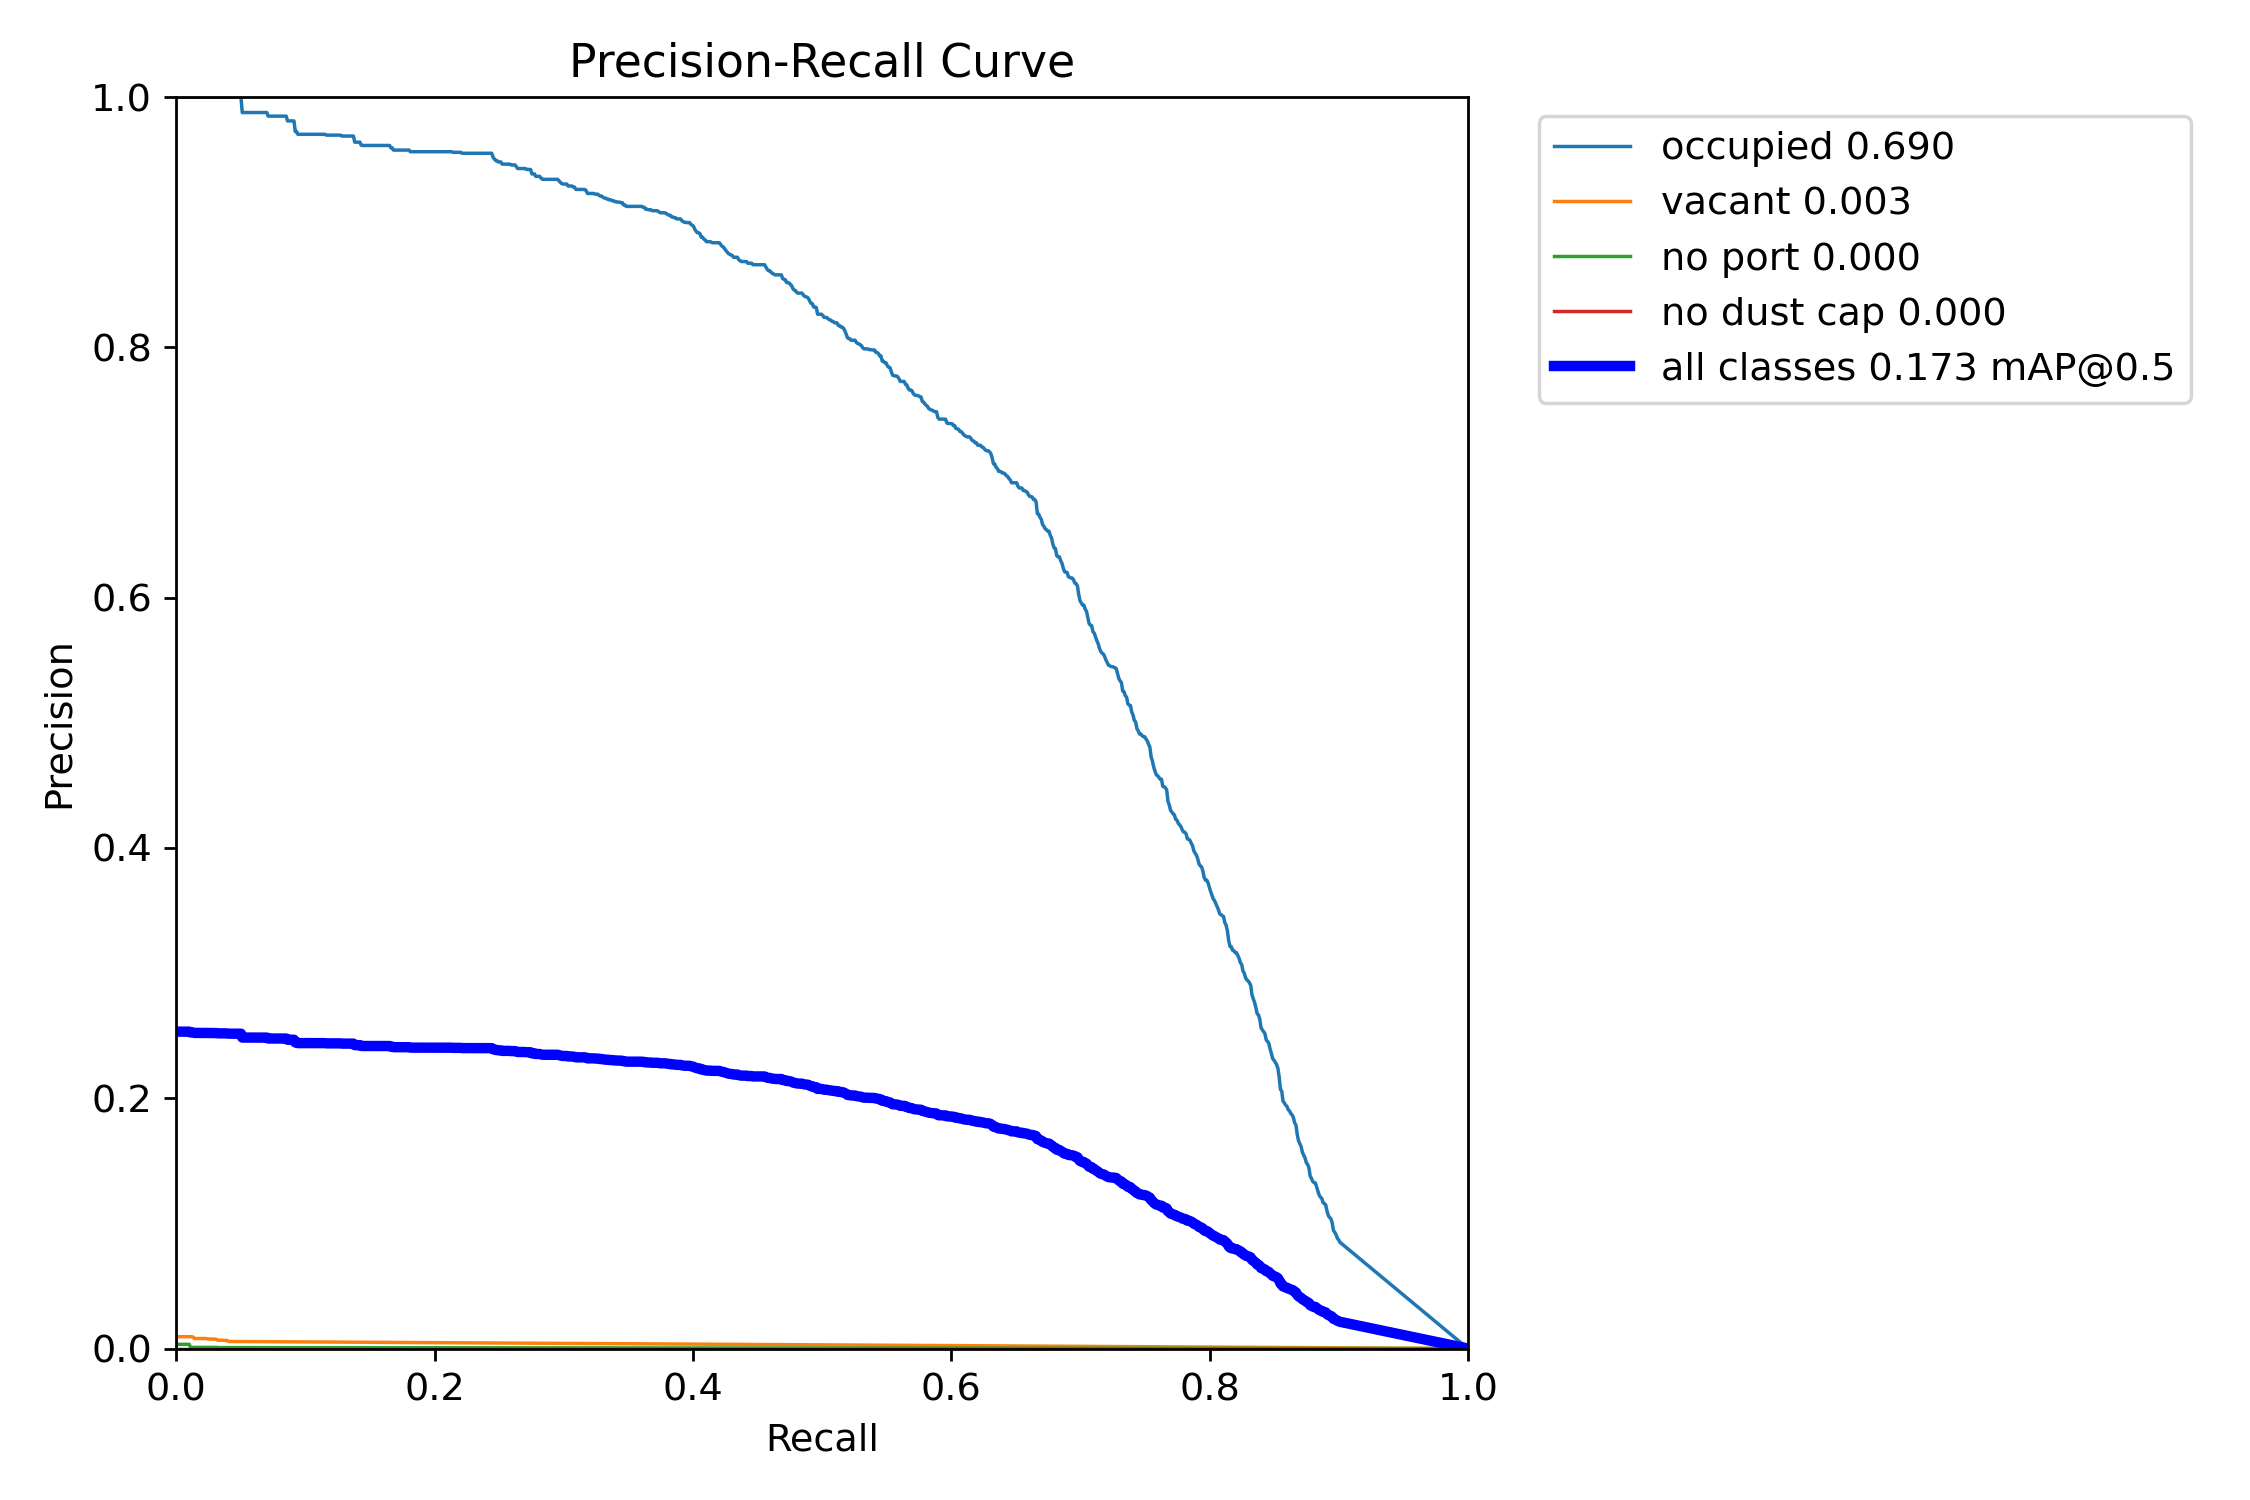 Precision-Recall Curve
1.0
0.8
0.6
0.4
0.2
0.0
Precision
0.0 0.2 0.4 0.6 0.8 1.0
Recall
occupied 0.690
vacant 0.003
no port 0.000
no dust cap 0.000
all classes 0.173 mAP@0.5